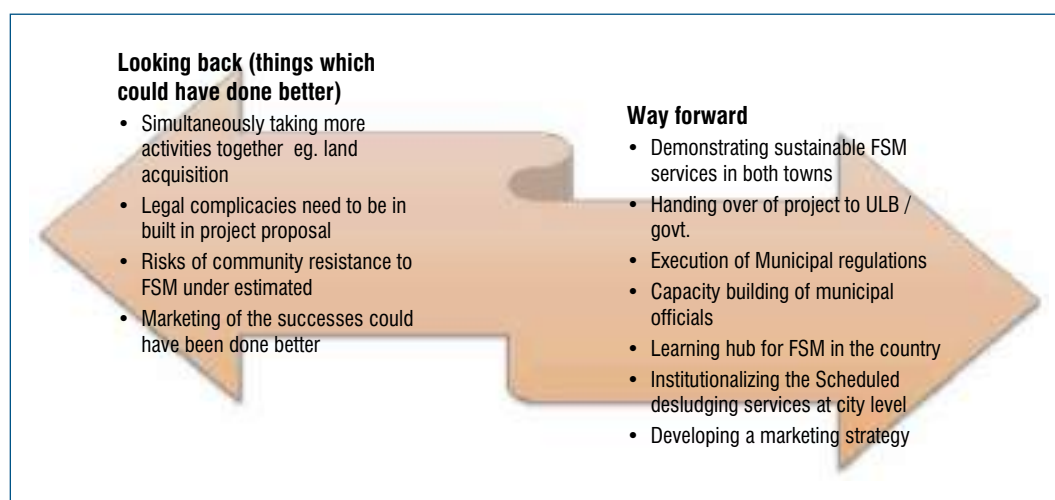 Looking back (things which
could have done better)
• Simultaneously taking more
activities together eg. land
acquisition
• Legal complicacies need to be in
built in project proposal
• Risks of community resistance to
FSM under estimated
• Marketing of the successes could
have been done better
Way forward
• Demonstrating sustainable FSM
services in both towns
• Handing over of project to ULB /
govt.
• Execution of Municipal regulations
• Capacity building of municipal
officials
• Learning hub for FSM in the country
• Institutionalizing the Scheduled
desludging services at city level
• Developing a marketing strategy